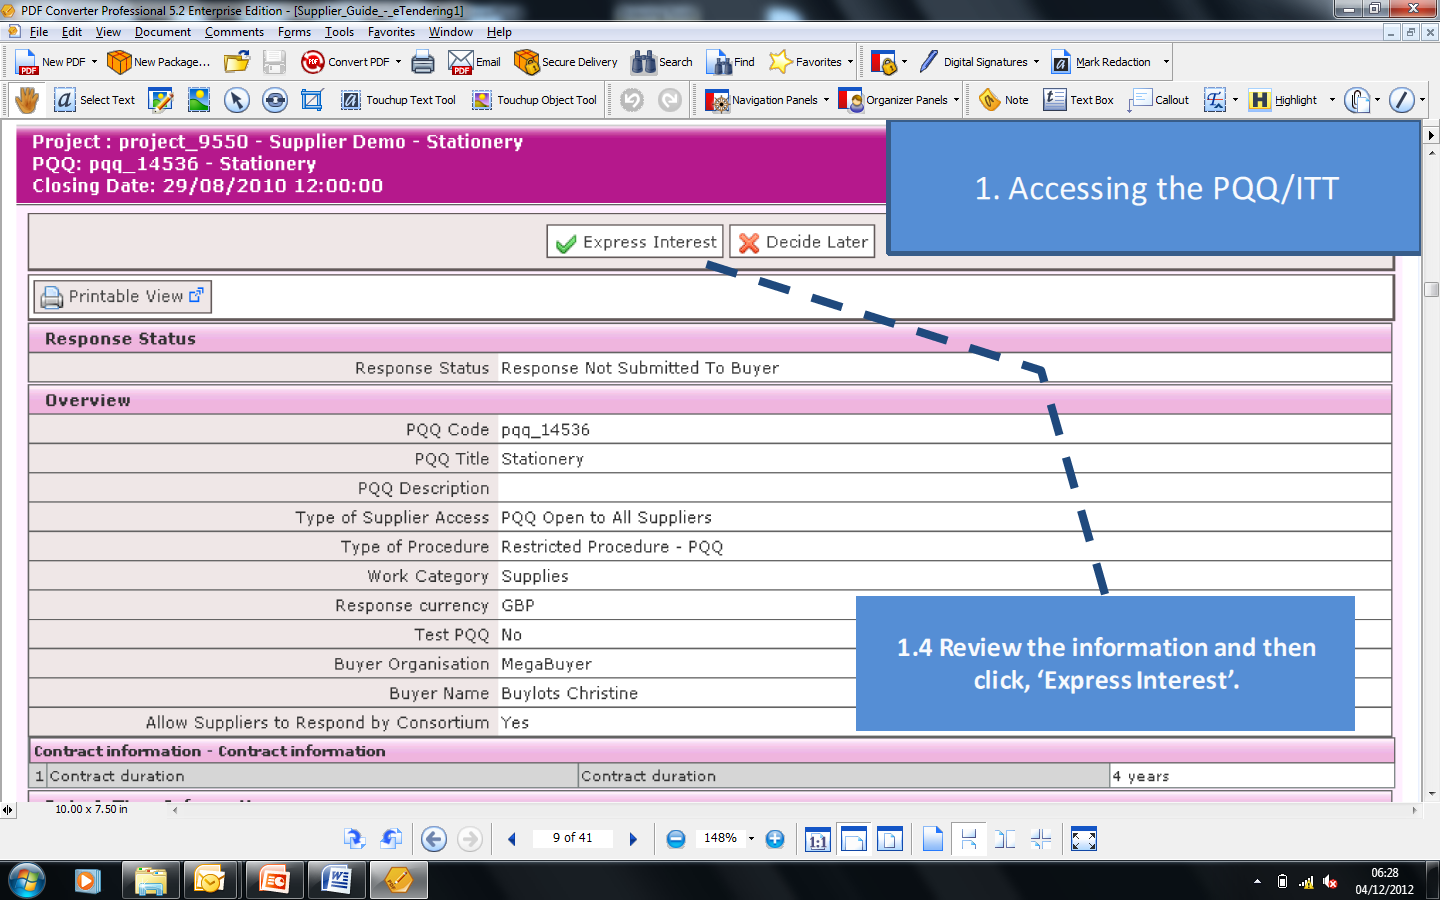 PDF Converter Professional 5.2 Enterprise Edition - [Supplier_Guide_-_eTendering1]
File Edit View Document Comments Forms Tools Favorites Window Help
New PDF New Package... Convert PDF Email Secure Delivery Search Find Favorites Digital Signatures Mark Redaction
Select Text Touchup Text Tool Touchup Object Tool Navigation Panels Organizer Panels Note Text Box Callout Highlight
Project : project_9550 - Supplier Demo - Stationery
PQQ: pqq_14536 - Stationery
Closing Date: 29/08/2010 12:00:00
1. Accessing the PQQ/ITT
Express Interest Decide Later
Printable View
Response Status
Response Status Response Not Submitted To Buyer
Overview
PQQ Code pqq_14536
PQQ Title Stationery
PQQ Description
Type of Supplier Access PQQ Open to All Suppliers
Type of Procedure Restricted Procedure - PQQ
Work Category Supplies
Response currency GBP
Test PQQ No
Buyer Organisation MegaBuyer
Buyer Name Buylots Christine
Allow Suppliers to Respond by Consortium Yes
1.4 Review the information and then
click, ‘Express Interest’.
Contract information - Contract information
1 Contract duration Contract duration 4 years
10.00 x 7.50 in
9 of 41 148% 1:1
06:28
04/12/2012